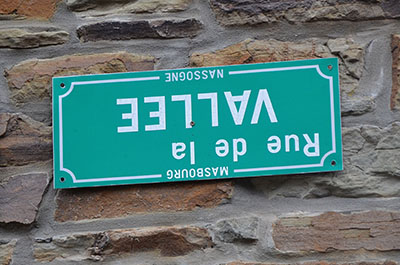 MASBOURG
Rue de la
VALLEE
NASSOGNE